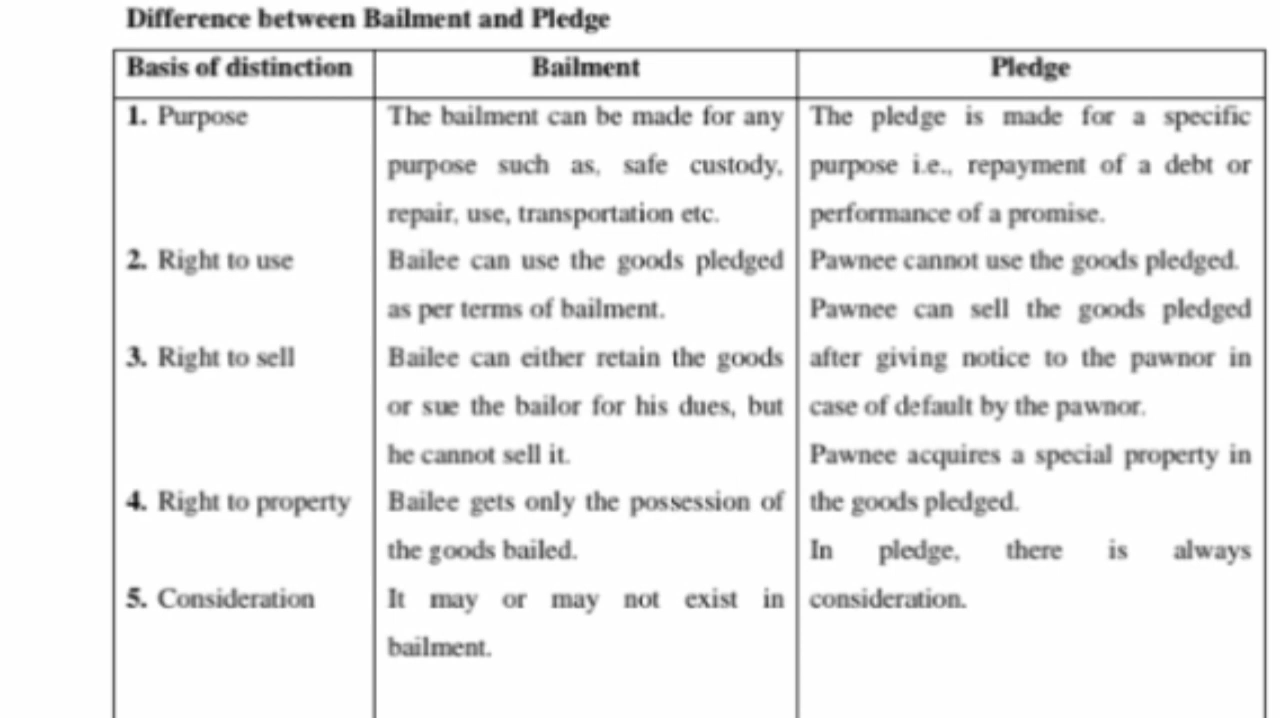 Difference between Bailment and Pledge
Basis of distinction Bailment Pledge
1. Purpose The bailment can be made for any The pledge is made for a specific
purpose such as, safe custody, purpose i.e., repayment of a debt or
repair, use, transportation etc. performance of a promise.
2. Right to use Bailee can use the goods pledged Pawnee cannot use the goods pledged.
as per terms of bailment. Pawnee can sell the goods pledged
3. Right to sell Bailee can either retain the goods after giving notice to the pawnor in
or sue the bailor for his dues, but case of default by the pawnor.
he cannot sell it. Pawnee acquires a special property in
4. Right to property Bailee gets only the possession of the goods pledged.
the goods bailed. In pledge, there is always
5. Consideration It may or may not exist in consideration.
bailment.